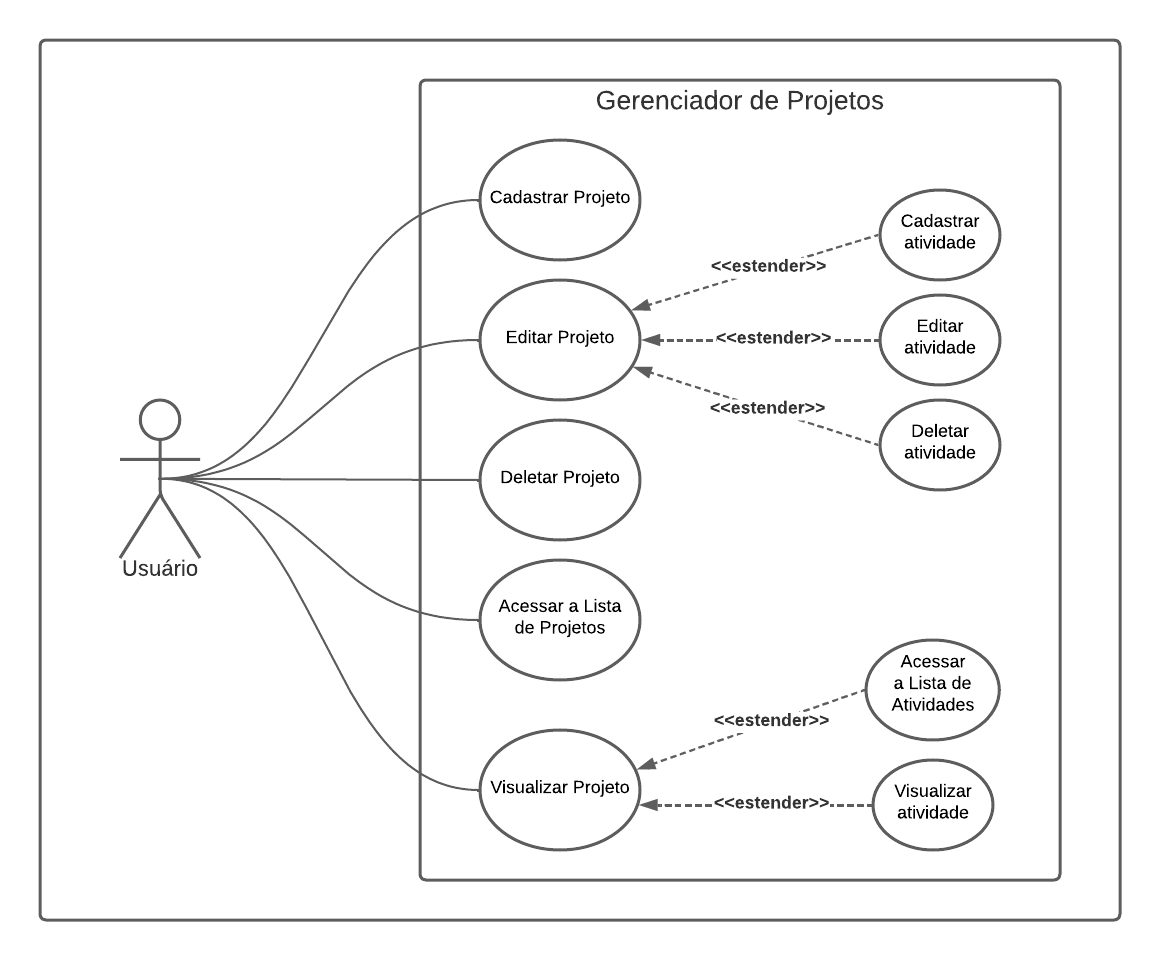 Gerenciador de Projetos
Cadastrar Projeto
Cadastrar
atividade
<<estender>>
Editar Projeto
<<estender>>
Editar
atividade
<<estender>>
Deletar
atividade
Deletar Projeto
Usuário
Acessar a Lista
de Projetos
Acessar
a Lista de
Atividades
<<estender>>
Visualizar Projeto
<<estender>>
Visualizar
atividade